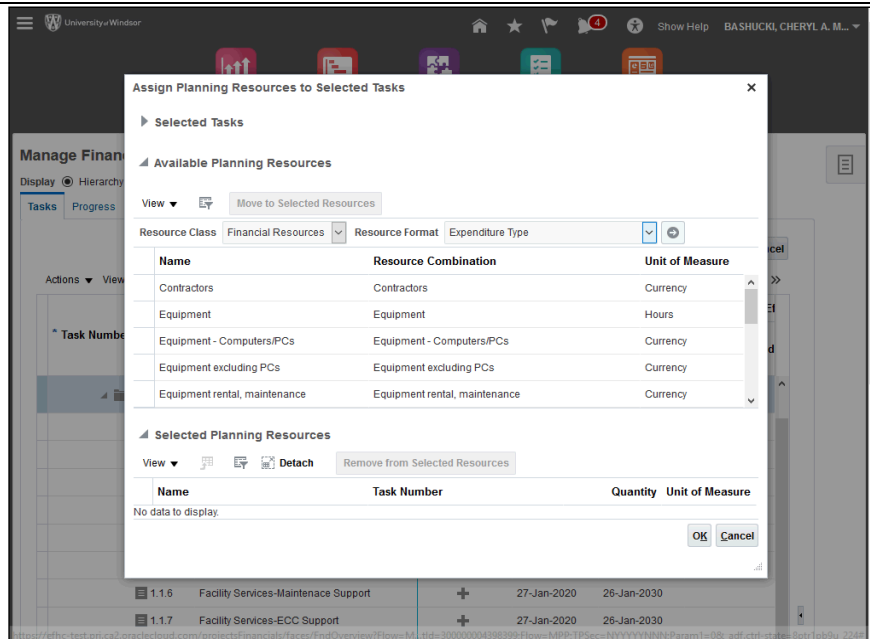 University of Windsor
4
Show Help BASHUCKI, CHERYL A. M...
Assign Planning Resources to Selected Tasks
Selected Tasks
Manage Finan
Available Planning Resources
Display Hierarchy
Tasks Progress
View Move to Selected Resources
Resource Class Financial Resources Resource Format Expenditure Type
Name Resource Combination Unit of Measure
ncel
Actions View
Contractors Contractors Currency
Equipment Equipment Hours
Task Numbe
Equipment - Computers/PCs Equipment - Computers/PCs Currency
Equipment excluding PCs Equipment excluding PCs Currency
Equipment rental, maintenance Equipment rental, maintenance Currency
Selected Planning Resources
View Detach Remove from Selected Resources
Name Task Number Quantity Unit of Measure
No data to display.
OK Cancel
1.1.6 Facility Services-Maintenace Support 27-Jan-2020 26-Jan-2030
1.1.7 Facility Services-ECC Support 27-Jan-2020 26-Jan-2030